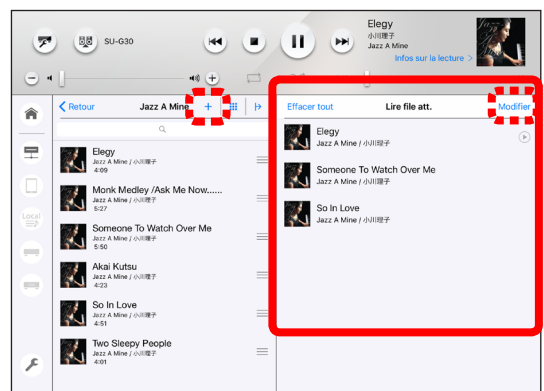 SU-G30
Elegy
小川理子
Jazz A Mine
Infos sur la lecture >
Retour
Jazz A Mine
Effacer tout
Lire file att.
Modifier
Local
Elegy
Jazz A Mine / 小川理子
4:09
Monk Medley /Ask Me Now......
Jazz A Mine / 小川理子
5:27
Someone To Watch Over Me
Jazz A Mine / 小川理子
5:50
Akai Kutsu
Jazz A Mine / 小川理子
4:23
So In Love
Jazz A Mine / 小川理子
4:51
Two Sleepy People
Jazz A Mine / 小川理子
4:01
Elegy
Jazz A Mine / 小川理子
Someone To Watch Over Me
Jazz A Mine / 小川理子
So In Love
Jazz A Mine / 小川理子